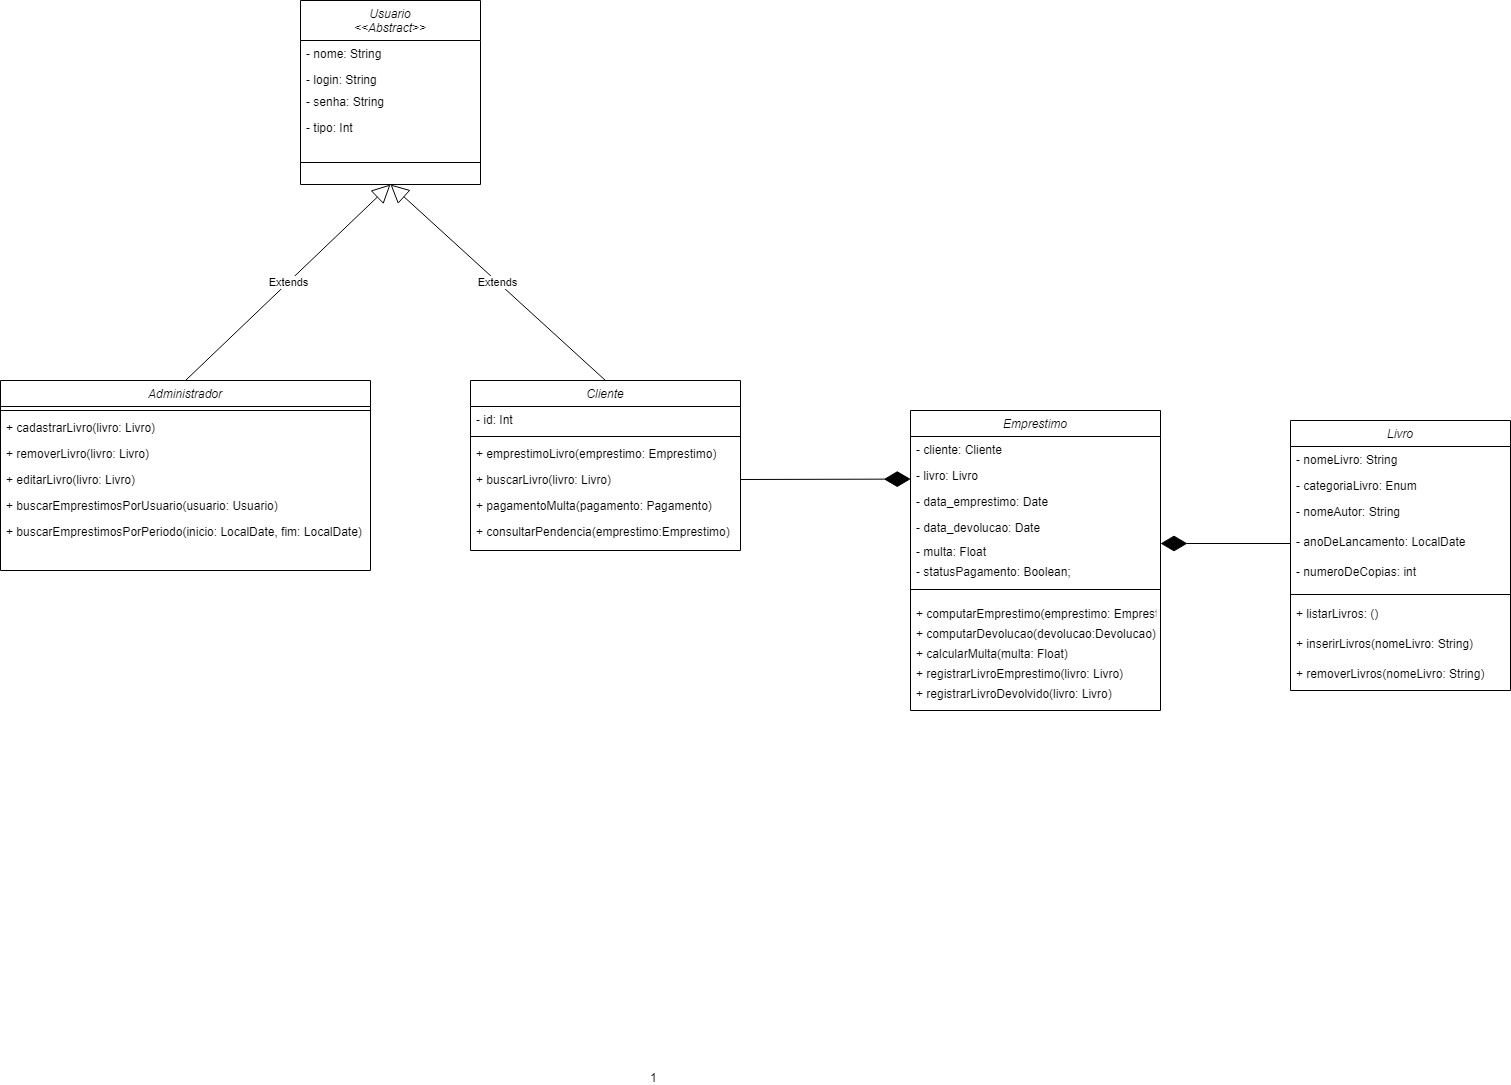 Usuario
<<Abstract>>
- nome: String
- login: String
- senha: String
- tipo: Int
Extends
Extends
Administrador
+ cadastrarLivro(livro: Livro)
+ removerLivro(livro: Livro)
+ editarLivro(livro: Livro)
+ buscarEmprestimosPorUsuario(usuario: Usuario)
+ buscarEmprestimosPorPeriodo(inicio: LocalDate, fim: LocalDate)
Cliente
- id: Int
+ emprestimoLivro(emprestimo: Emprestimo)
+ buscarLivro(livro: Livro)
+ pagamentoMulta(pagamento: Pagamento)
+ consultarPendencia(emprestimo:Emprestimo)
Emprestimo
- cliente: Cliente
- livro: Livro
- data_emprestimo: Date
- data_devolucao: Date
- multa: Float
- statusPagamento: Boolean;
+ computarEmprestimo(emprestimo: Empres
+ computarDevolucao(devolucao:Devolucao)
+ calcularMulta(multa: Float)
+ registrarLivroEmprestimo(livro: Livro)
+ registrarLivroDevolvido(livro: Livro)
Livro
- nomeLivro: String
- categoriaLivro: Enum
- nomeAutor: String
- anoDeLancamento: LocalDate
- numeroDeCopias: int
+ listarLivros: ()
+ inserirLivros(nomeLivro: String)
+ removerLivros(nomeLivro: String)
1